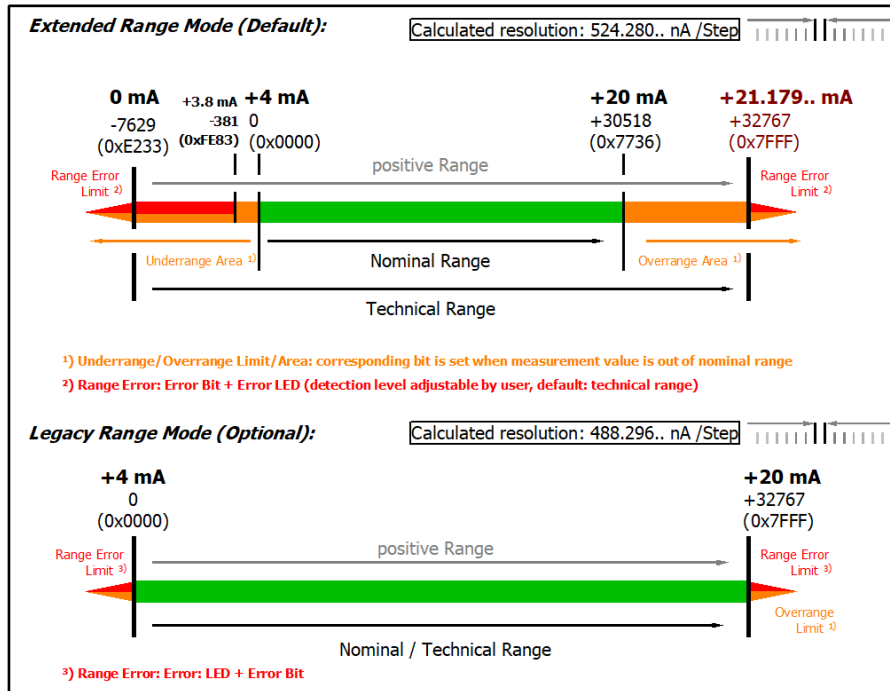 Extended Range Mode (Default):
Calculated resolution: 524.280.. nA /Step
0 mA
-7629
(0xE233)
+3.8 mA
-381
(0xFE83)
+4 mA
0
(0x0000)
+20 mA
+30518
(0x7736)
+21.179.. mA
+32767
(0x7FFF)
Range Error
Limit ²⁾
positive Range
Range Error
Limit ²⁾
Underrange Area ¹⁾
Nominal Range
Overrange Area ¹⁾
Technical Range
¹) Underrange/Overrange Limit/Area: corresponding bit is set when measurement value is out of nominal range
²) Range Error: Error Bit + Error LED (detection level adjustable by user, default: technical range)
Legacy Range Mode (Optional):
Calculated resolution: 488.296.. nA /Step
+4 mA
0
(0x0000)
+20 mA
+32767
(0x7FFF)
Range Error
Limit ³⁾
positive Range
Range Error
Limit ³⁾
Overrange
Limit ¹⁾
Nominal / Technical Range
³) Range Error: Error: LED + Error Bit